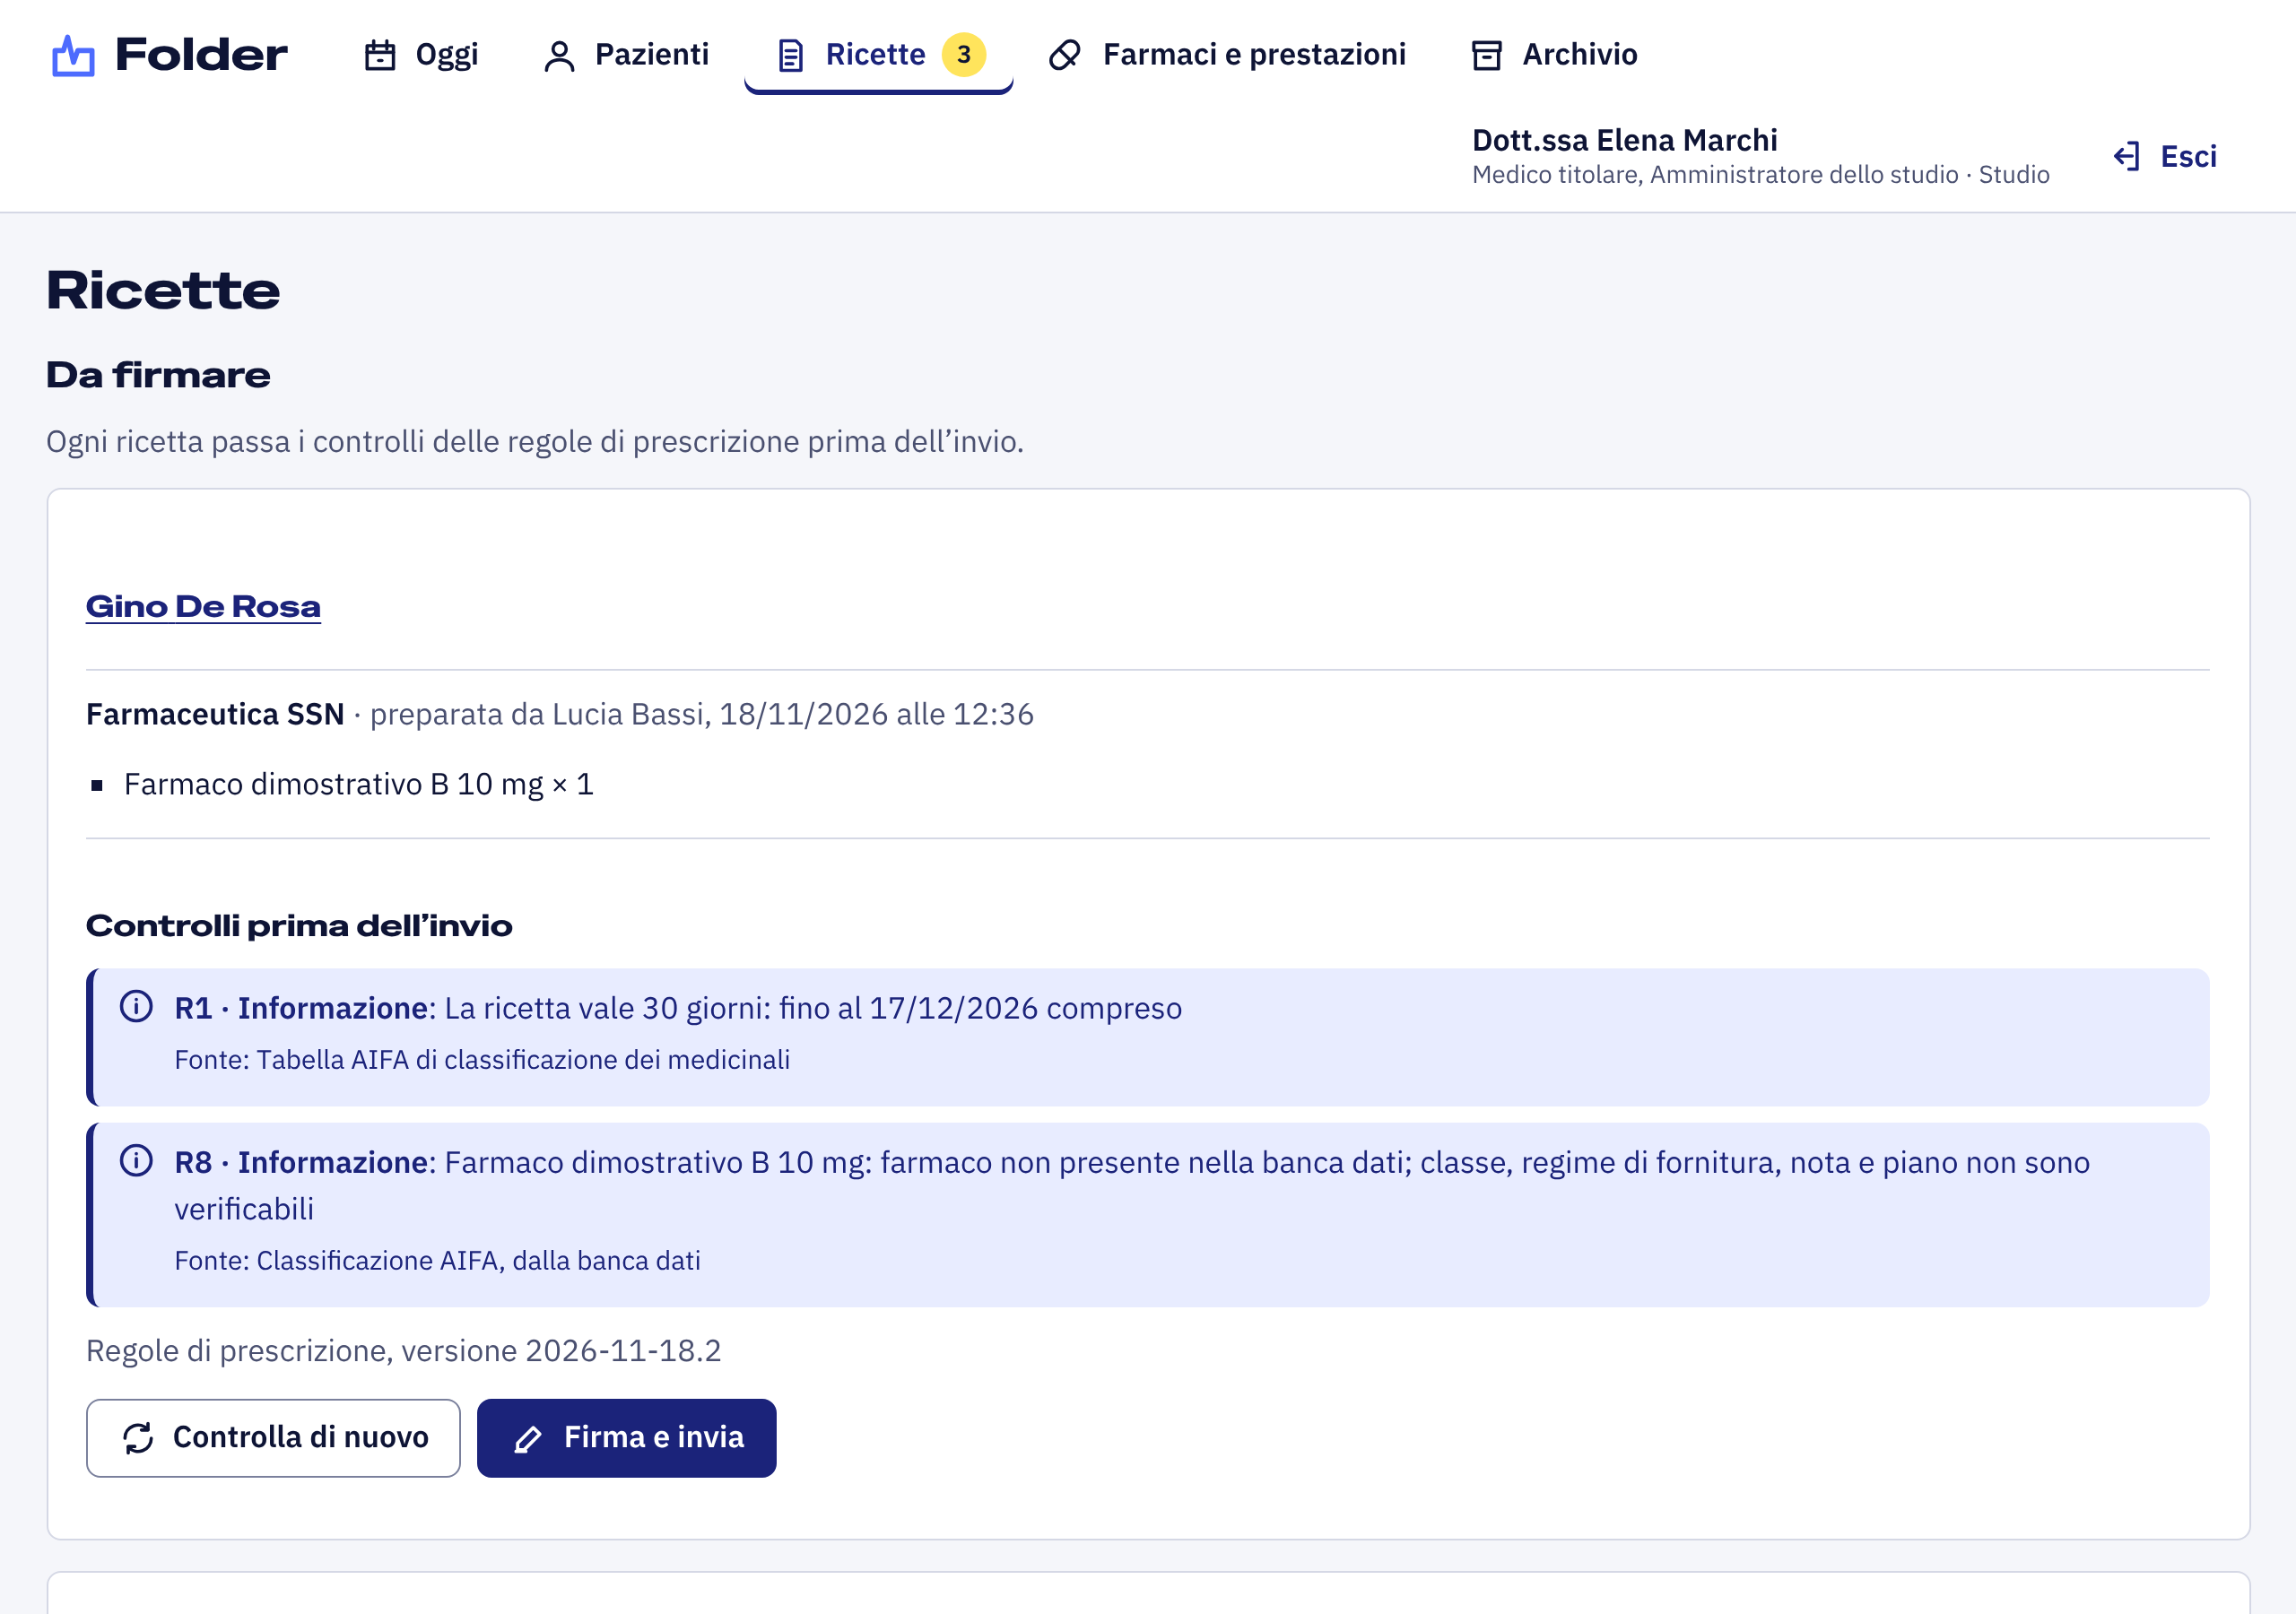 Folder
Oggi
Pazienti
Ricette 3
Farmaci e prestazioni
Archivio
Dott.ssa Elena Marchi
Medico titolare, Amministratore dello studio · Studio
Esci
Ricette
Da firmare
Ogni ricetta passa i controlli delle regole di prescrizione prima dell’invio.
Gino De Rosa
Farmaceutica SSN · preparata da Lucia Bassi, 18/11/2026 alle 12:36
▪ Farmaco dimostrativo B 10 mg × 1
Controlli prima dell’invio
R1 · Informazione: La ricetta vale 30 giorni: fino al 17/12/2026 compreso
Fonte: Tabella AIFA di classificazione dei medicinali
R8 · Informazione: Farmaco dimostrativo B 10 mg: farmaco non presente nella banca dati; classe, regime di fornitura, nota e piano non sono
verificabili
Fonte: Classificazione AIFA, dalla banca dati
Regole di prescrizione, versione 2026-11-18.2
Controlla di nuovo
Firma e invia